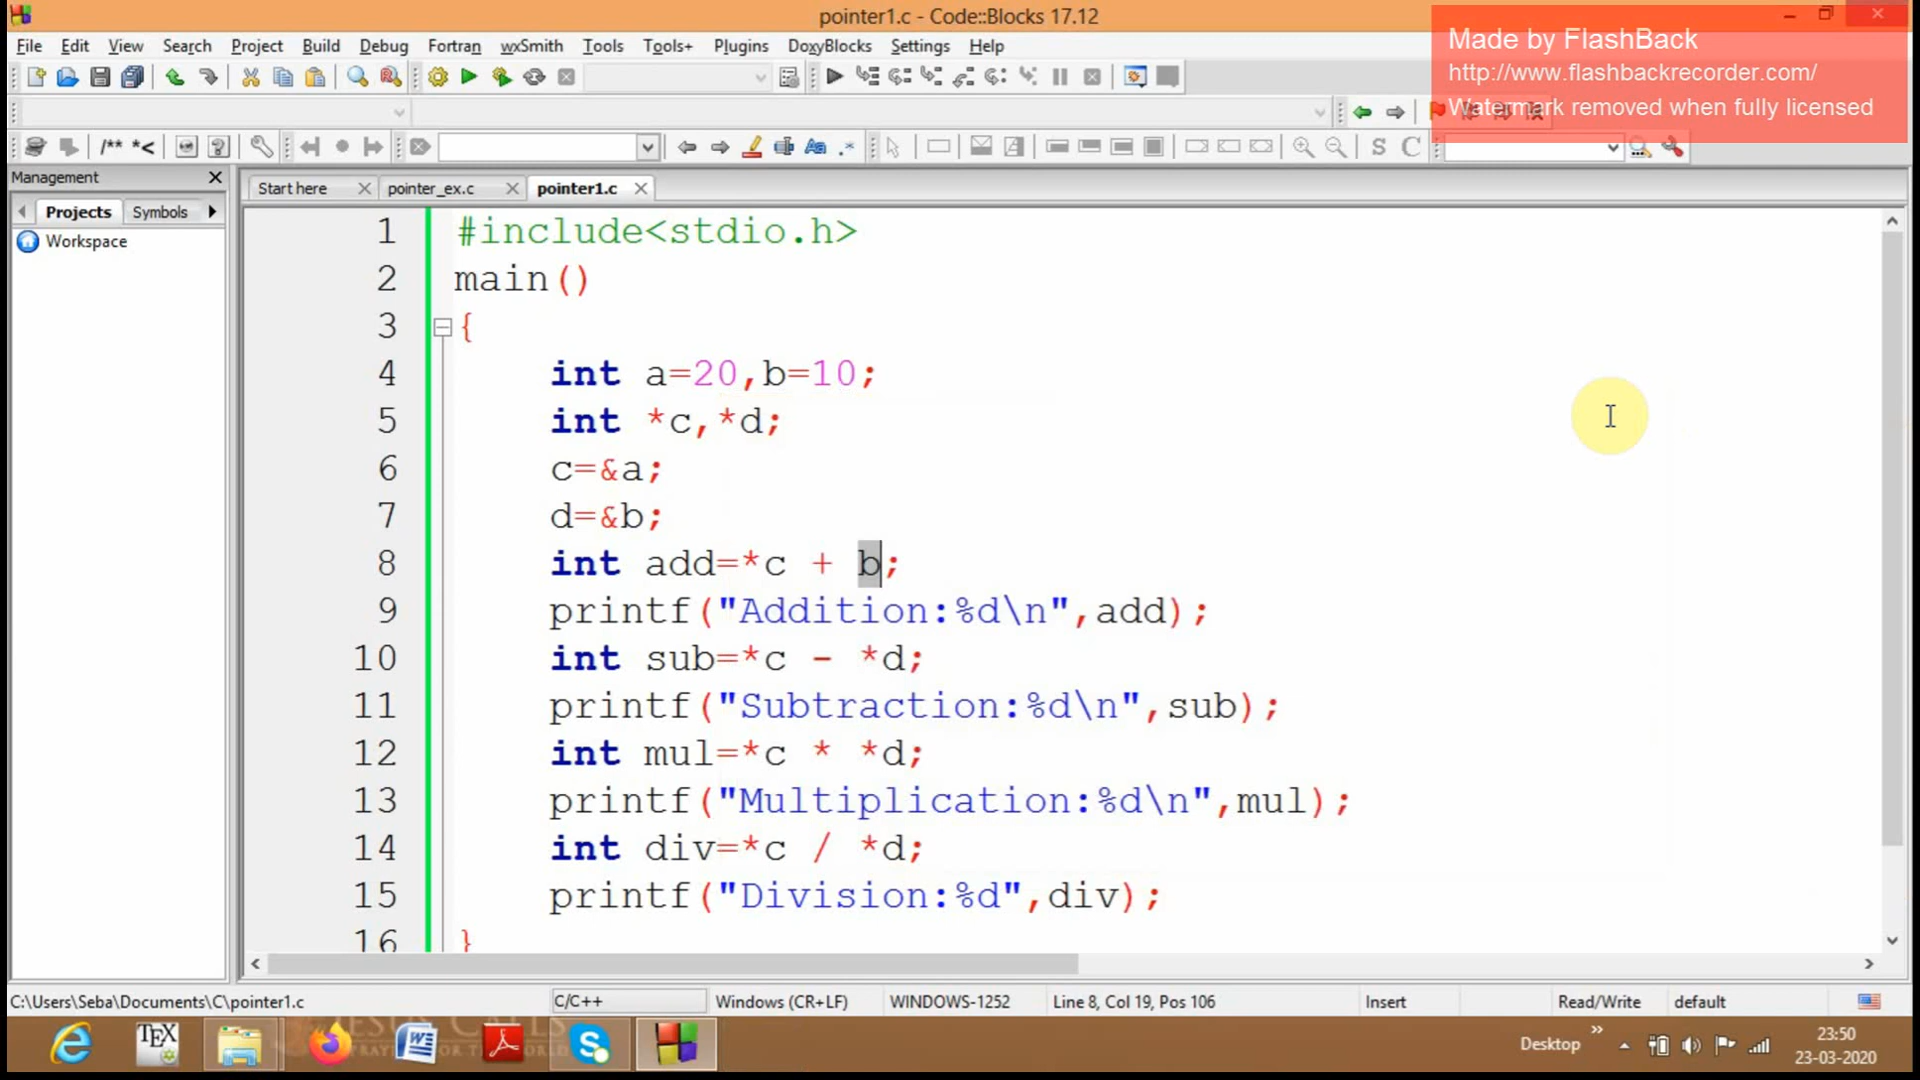 pointer1.c - Code::Blocks 17.12
Made by FlashBack
http://www.flashbackrecorder.com/
Watermark removed when fully licensed
File Edit View Search Project Build Debug Fortran wxSmith Tools Tools+ Plugins DoxyBlocks Settings Help
/** *<
S C
Management
Start here pointer_ex.c pointer1.c
Projects Symbols
Workspace
1 #include<stdio.h>
2 main()
3 {
4 int a=20,b=10;
5 int *c,*d;
6 c=&a;
7 d=&b;
8 int add=*c + b;
9 printf("Addition:%d\n",add);
10 int sub=*c - *d;
11 printf("Subtraction:%d\n",sub);
12 int mul=*c * *d;
13 printf("Multiplication:%d\n",mul);
14 int div=*c / *d;
15 printf("Division:%d",div);
16 }
C:\Users\Seba\Documents\C\pointer1.c C/C++ Windows (CR+LF) WINDOWS-1252 Line 8, Col 19, Pos 106 Insert Read/Write default
TEX
Desktop
23:50
23-03-2020